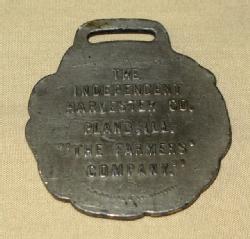 THE
INDEPENDENT
HARVESTER CO.
PLANO, ILL.
"THE FARMERS'
COMPANY."